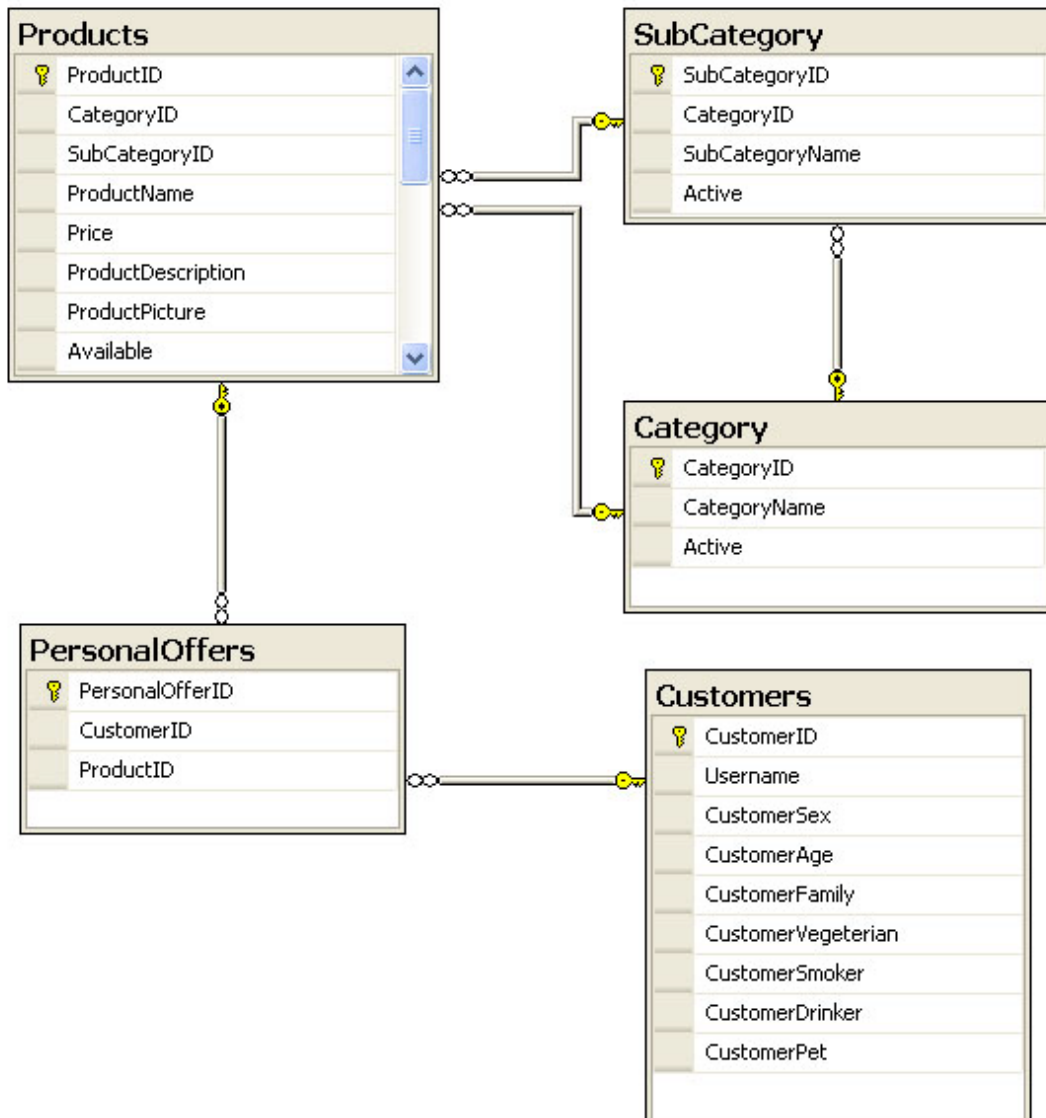 Products
ProductID
CategoryID
SubCategoryID
ProductName
Price
ProductDescription
ProductPicture
Available
SubCategory
SubCategoryID
CategoryID
SubCategoryName
Active
Category
CategoryID
CategoryName
Active
PersonalOffers
PersonalOfferID
CustomerID
ProductID
Customers
CustomerID
Username
CustomerSex
CustomerAge
CustomerFamily
CustomerVegeterian
CustomerSmoker
CustomerDrinker
CustomerPet